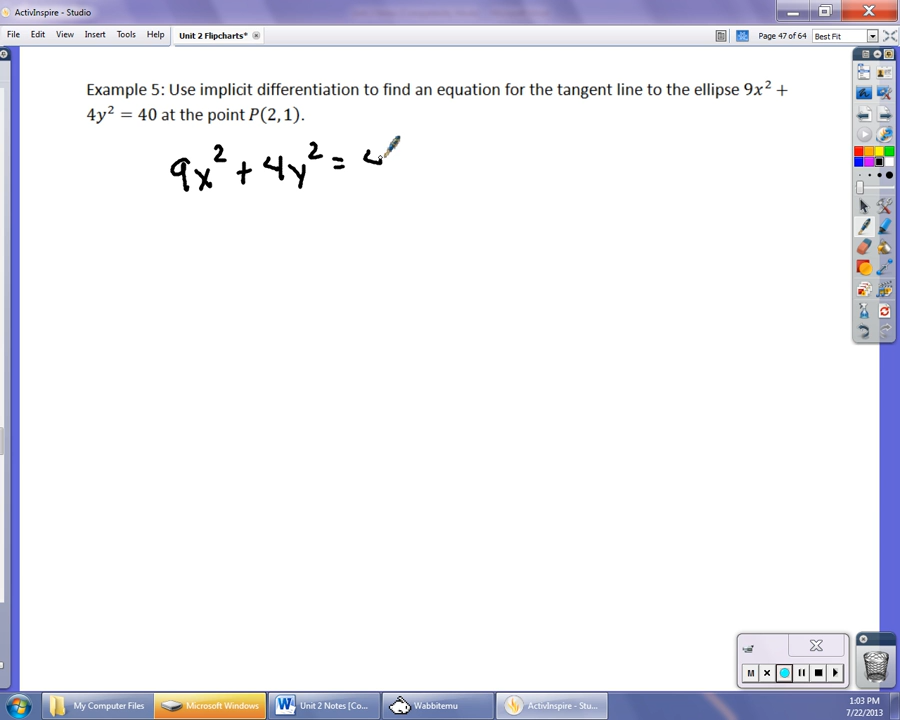 ActivInspire - Studio
File Edit View Insert Tools Help Unit 2 Flipcharts* Page 47 of 64 Best Fit
Example 5: Use implicit differentiation to find an equation for the tangent line to the ellipse 9x² +
4y² = 40 at the point P(2,1).
9x² + 4y² = 4
M
My Computer Files Microsoft Windows Unit 2 Notes [Co... Wabbitemu ActivInspire - Stu...
1:03 PM
7/22/2013